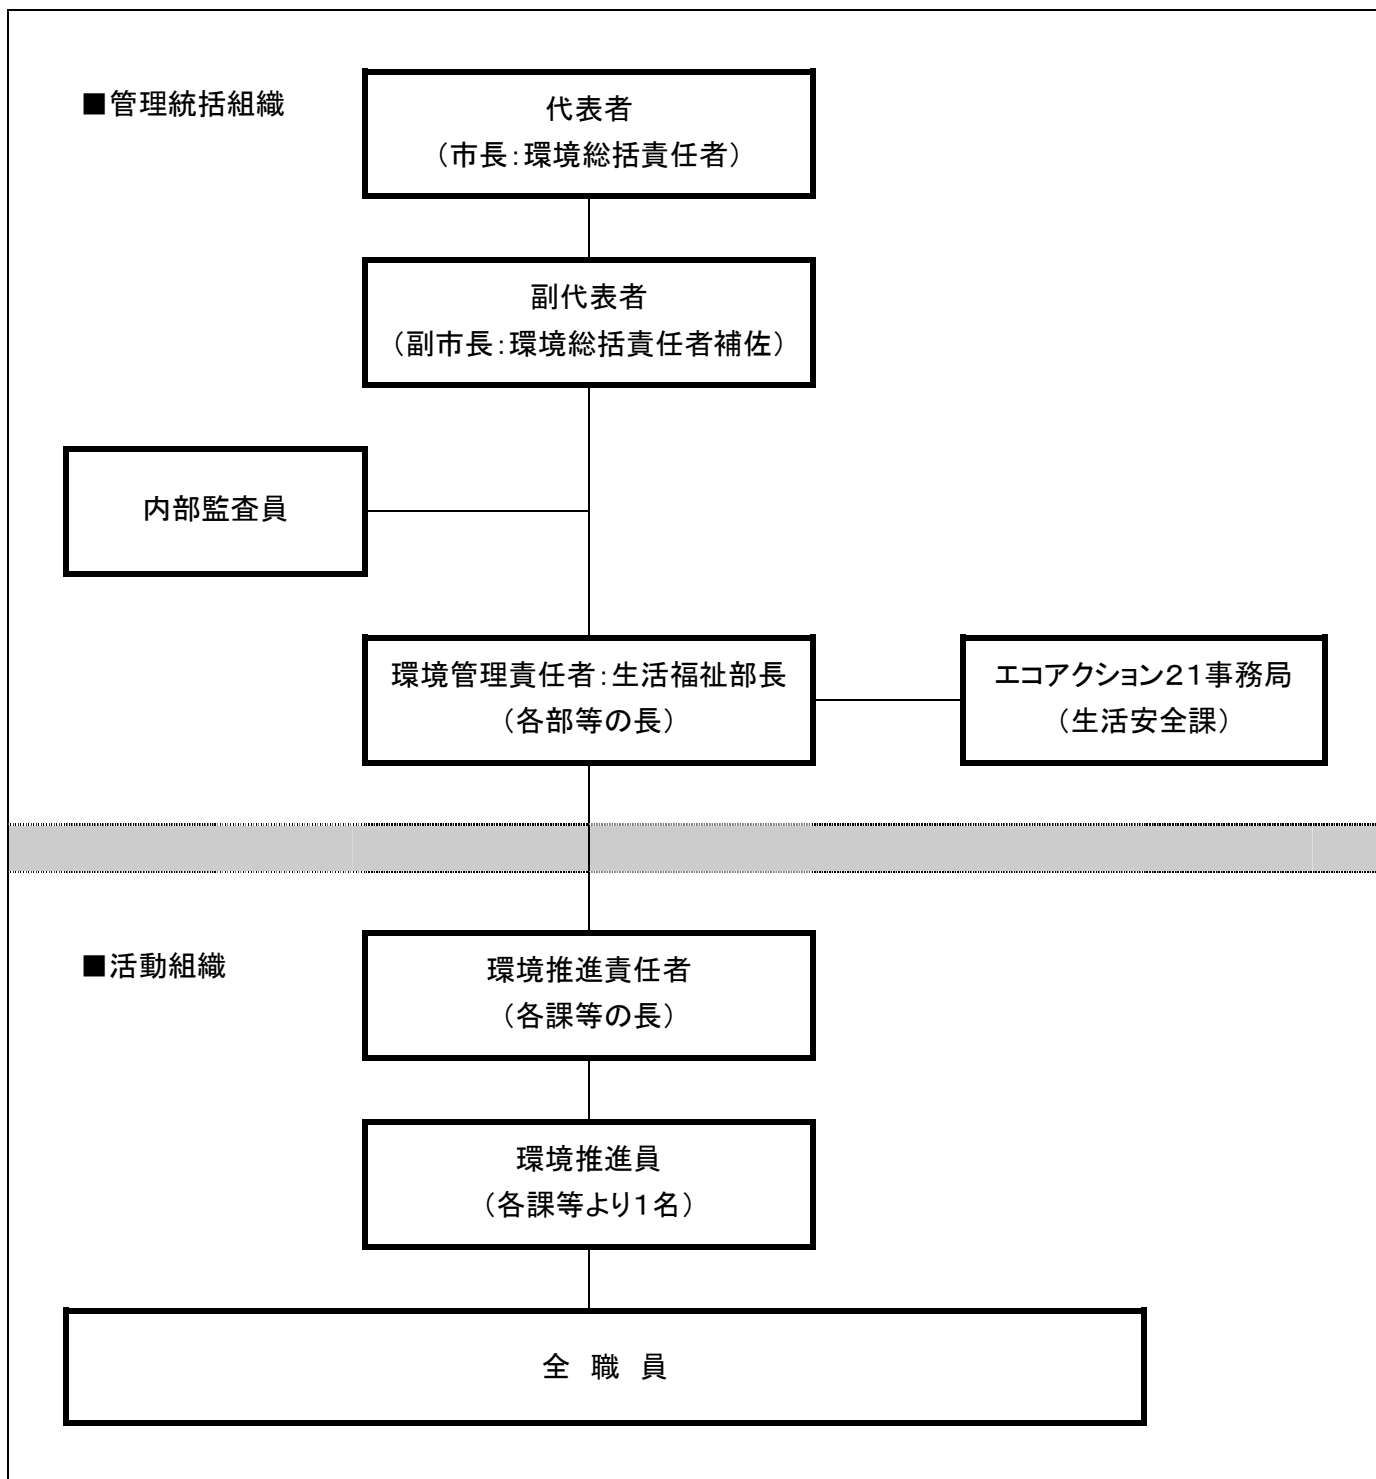 ■管理統括組織
代表者
（市長：環境総括責任者）
副代表者
（副市長：環境総括責任者補佐）
内部監査員
環境管理責任者：生活福祉部長
（各部等の長）
エコアクション２１事務局
（生活安全課）
■活動組織
環境推進責任者
（各課等の長）
環境推進員
（各課等より１名）
全　職　員